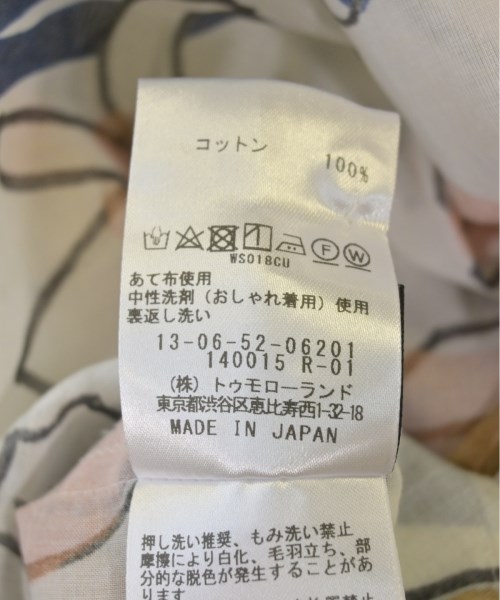 コットン 100%
F W
WS018CU
あて布使用
中性洗剤（おしゃれ着用）使用
裏返し洗い
13-06-52-06201
140015 R-01
（株）トゥモローランド
東京都渋谷区恵比寿西1-32-18
MADE IN JAPAN
押し洗い推奨、もみ洗い禁止
摩擦により白化、毛羽立ち、部
分的な脱色が発生することがあ
ります